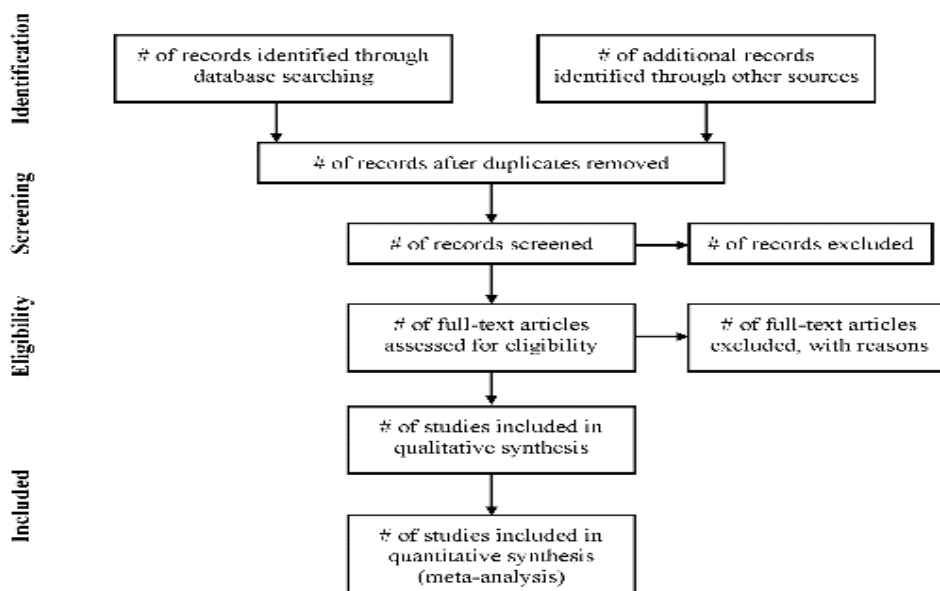 Identification
# of records identified through
database searching
# of additional records
identified through other sources
# of records after duplicates removed
Screening
# of records screened
# of records excluded
Eligibility
# of full-text articles
assessed for eligibility
# of full-text articles
excluded, with reasons
Included
# of studies included in
qualitative synthesis
# of studies included in
quantitative synthesis
(meta-analysis)